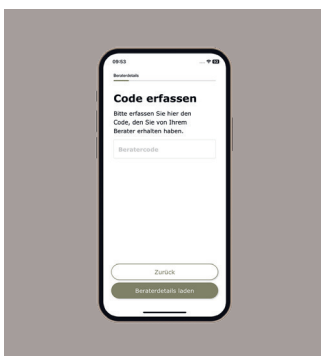 09:53
Beraterdetails
Code erfassen
Bitte erfassen Sie hier den
Code, den Sie von Ihrem
Berater erhalten haben.
Beratercode
Zurück
Beraterdetails laden